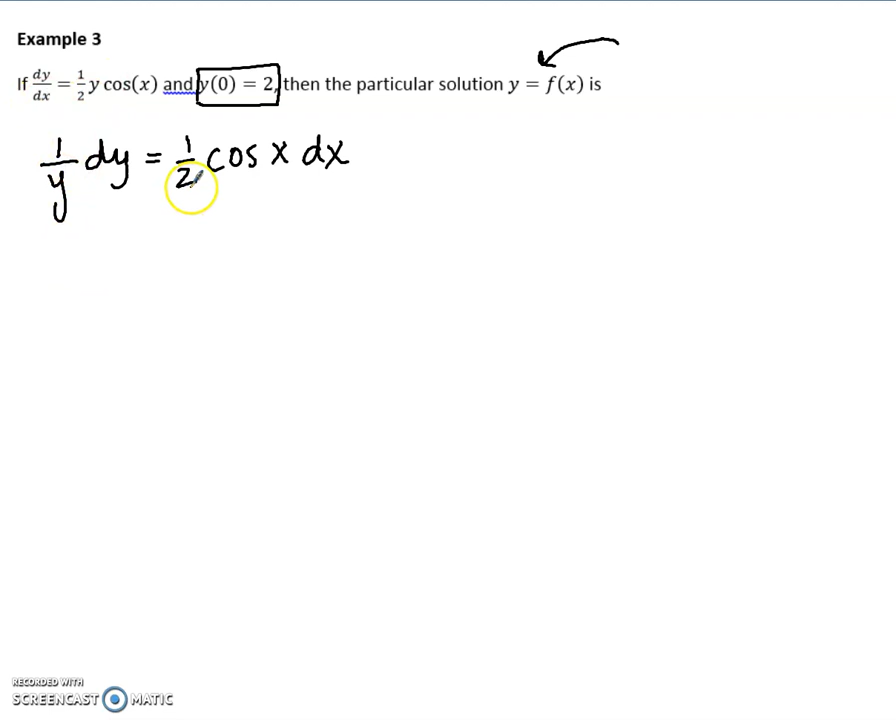 Example 3
If dy/dx = 1/2 y cos(x) and y(0) = 2, then the particular solution y = f(x) is
1/y dy = 1/2 cos x dx
RECORDED WITH
SCREENCAST MATIC